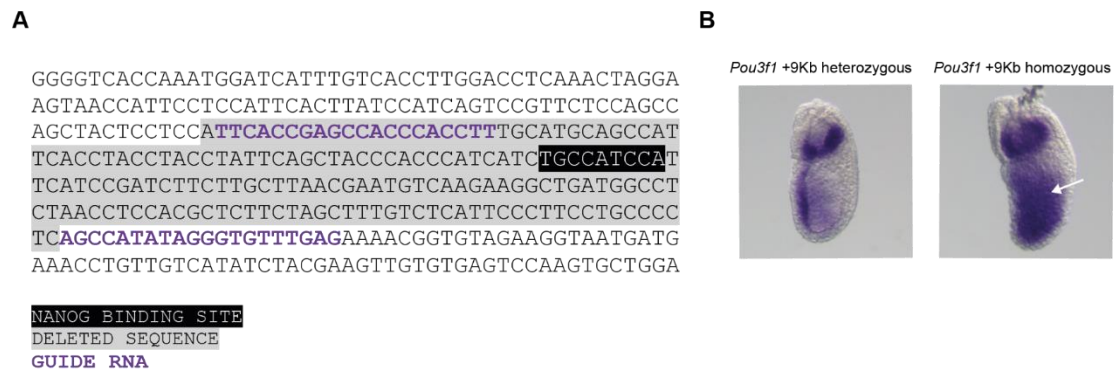 A
GGGGTCACCAAATGGATCATTTGTCACCTTGGACCTCAAACTAGGA
AGTAACCATTCCTCCATTCACTTATCCATCAGTCCGTTCTCCAGCC
AGCTACTCCTCCATTCACCGAGCCACCCACCTTTGCATGCAGCCAT
TCACCTACCTACCTATTCAGCTACCCACCCATCATCTGCCATCCAT
TCATCCGATCTTCTTGCTTAACGAATGTCAAGAAGGCTGATGGCCT
CTAACCTCCACGCTCTTCTAGCTTTGTCTCATTCCCTTCCTGCCCC
TCAGCCATATAGGGTGTTTGAGAAAACGGTGTAGAAGGTAATGATG
AAACCTGTTGTCATATCTACGAAGTTGTGTGAGTCCAAGTGCTGGA
NANOG BINDING SITE
DELETED SEQUENCE
GUIDE RNA
B
Pou3f1 +9Kb heterozygous
Pou3f1 +9Kb homozygous